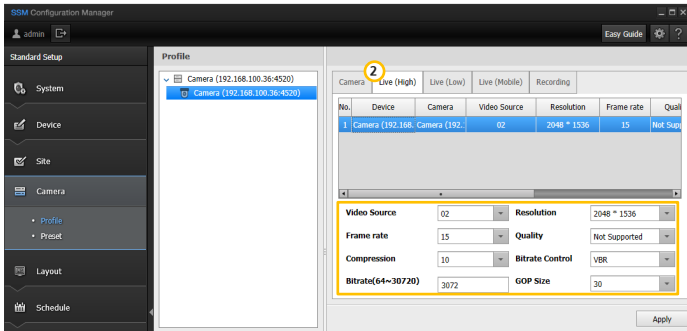 SSM Configuration Manager
admin
Easy Guide
?
Standard Setup
System
Device
Site
Camera
• Profile
• Preset
Layout
Schedule
Profile
Camera (192.168.100.36:4520)
Camera (192.168.100.36:4520)
2
Camera Live (High) Live (Low) Live (Mobile) Recording
No. Device Camera Video Source Resolution Frame rate Quali
1 Camera (192.168. Camera (192.: 02 2048 * 1536 15 Not Supp
Video Source 02 Resolution 2048 * 1536
Frame rate 15 Quality Not Supported
Compression 10 Bitrate Control VBR
Bitrate(64~30720) 3072 GOP Size 30
Apply